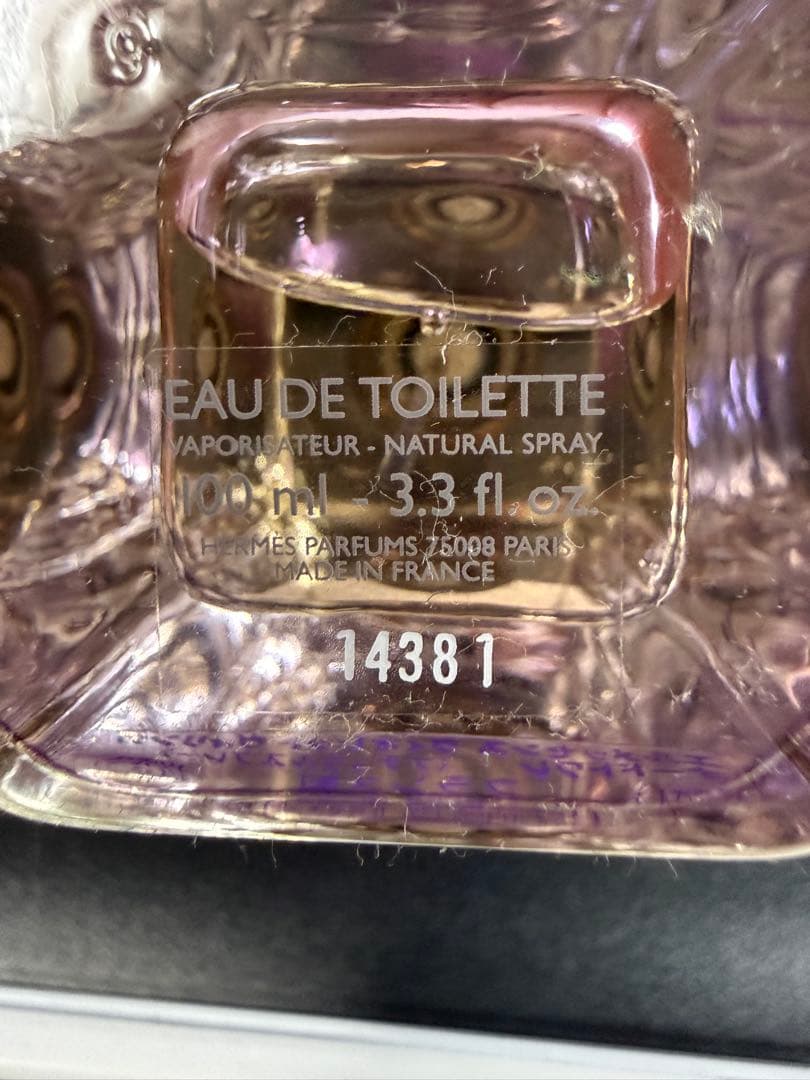 EAU DE TOILETTE
VAPORISATEUR - NATURAL SPRAY
100 ml - 3.3 fl. oz.
HERMÈS PARFUMS 75008 PARIS
MADE IN FRANCE
14381